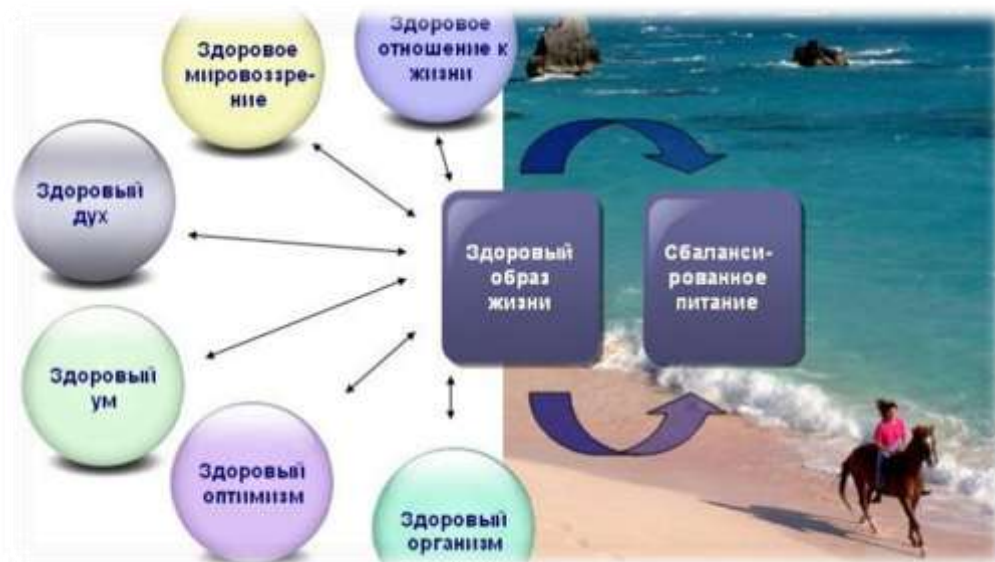 Здоровое
мировоззре-
ние
Здоровое
отношение к
жизни
Здоровый
дух
Здоровый
образ
жизни
Сбаланси-
рованное
питание
Здоровый
ум
Здоровый
оптимизм
Здоровый
организм